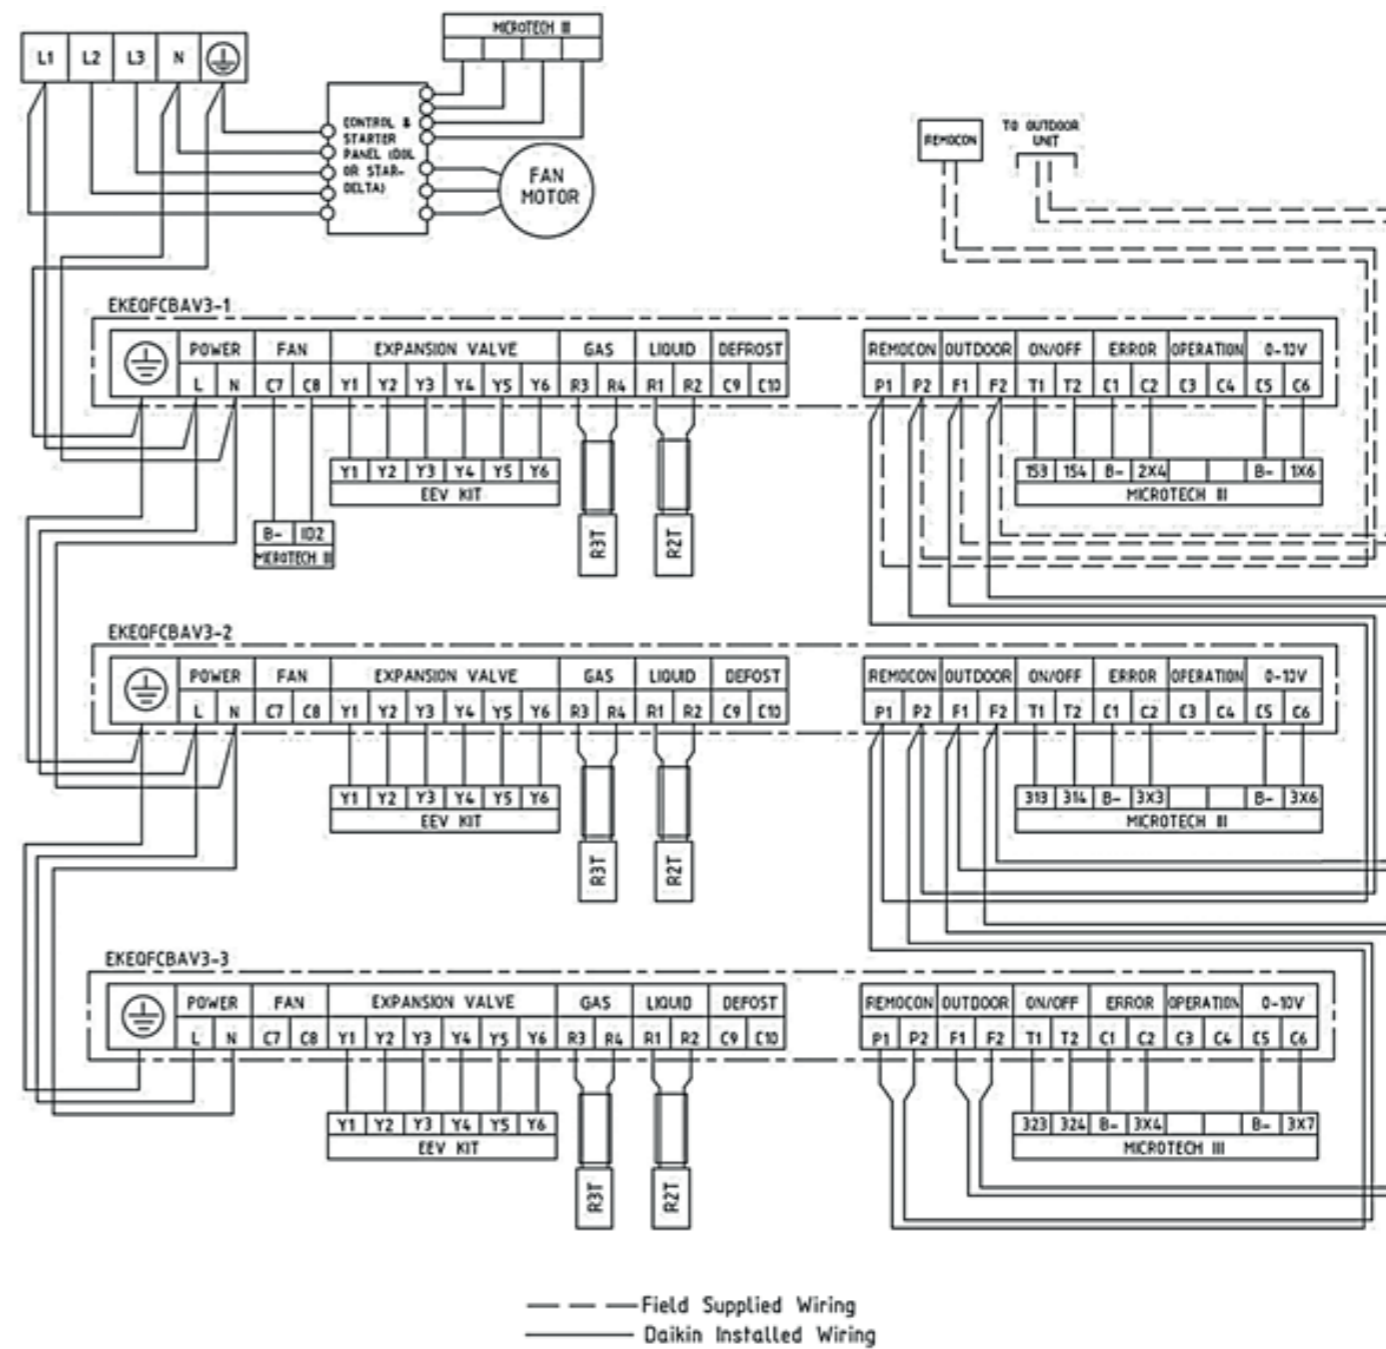 MICROTECH III
L1 L2 L3 N
CONTROL &
STARTER
PANEL (DOL
OR STAR-
DELTA)
FAN
MOTOR
REMOCON
TO OUTDOOR
UNIT
EKEQFCBAV3-1
POWER FAN EXPANSION VALVE GAS LIQUID DEFROST REMOCON OUTDOOR ON/OFF ERROR OPERATION 0-10V
L N C7 C8 Y1 Y2 Y3 Y4 Y5 Y6 R3 R4 R1 R2 C9 C10 P1 P2 F1 F2 T1 T2 C1 C2 C3 C4 C5 C6
Y1 Y2 Y3 Y4 Y5 Y6 153 154 B- 2X4 B- 1X6
EEV KIT MICROTECH III
B- ID2
MICROTECH III
R3T R2T
EKEQFCBAV3-2
POWER FAN EXPANSION VALVE GAS LIQUID DEFOST REMOCON OUTDOOR ON/OFF ERROR OPERATION 0-10V
L N C7 C8 Y1 Y2 Y3 Y4 Y5 Y6 R3 R4 R1 R2 C9 C10 P1 P2 F1 F2 T1 T2 C1 C2 C3 C4 C5 C6
Y1 Y2 Y3 Y4 Y5 Y6 313 314 B- 3X3 B- 3X6
EEV KIT MICROTECH III
R3T R2T
EKEQFCBAV3-3
POWER FAN EXPANSION VALVE GAS LIQUID DEFOST REMOCON OUTDOOR ON/OFF ERROR OPERATION 0-10V
L N C7 C8 Y1 Y2 Y3 Y4 Y5 Y6 R3 R4 R1 R2 C9 C10 P1 P2 F1 F2 T1 T2 C1 C2 C3 C4 C5 C6
Y1 Y2 Y3 Y4 Y5 Y6 323 324 B- 3X4 B- 3X7
EEV KIT MICROTECH III
R3T R2T
Field Supplied Wiring
Daikin Installed Wiring